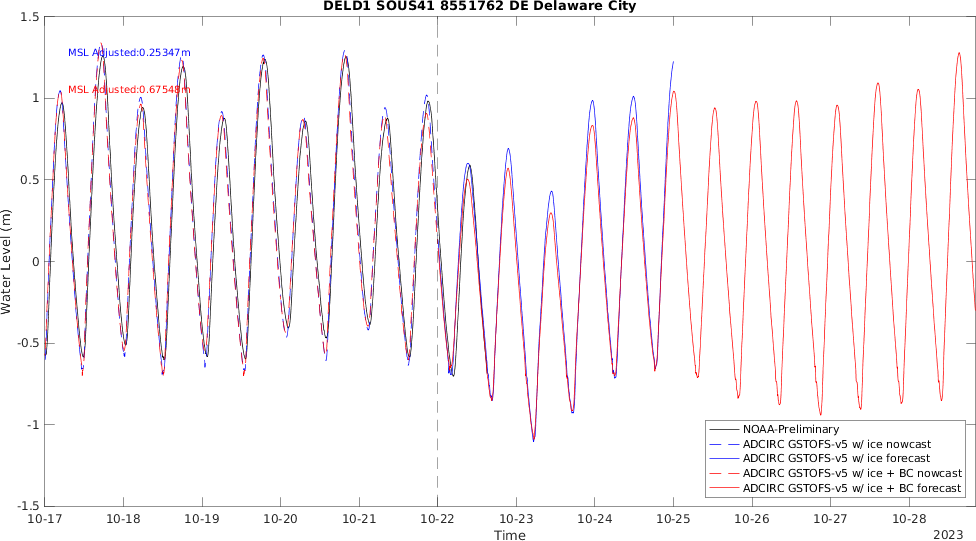 DELD1 SOUS41 8551762 DE Delaware City
1.5
MSL Adjusted:0.25347m
MSL Adjusted:0.67548m
1
0.5
0
-0.5
-1
-1.5
Water Level (m)
NOAA-Preliminary
ADCIRC GSTOFS-v5 w/ ice nowcast
ADCIRC GSTOFS-v5 w/ ice forecast
ADCIRC GSTOFS-v5 w/ ice + BC nowcast
ADCIRC GSTOFS-v5 w/ ice + BC forecast
10-17 10-18 10-19 10-20 10-21 10-22 10-23 10-24 10-25 10-26 10-27 10-28
Time
2023